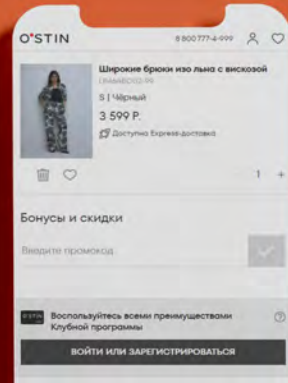 O'STIN
8 800 777-4-999
Широкие брюки изо льна с вискозой
S | Чёрный
3 599 Р.
Доступна Express-доставка
1 +
Бонусы и скидки
Введите промокод
Воспользуйтесь всеми преимуществами
Клубной программы
ВОЙТИ ИЛИ ЗАРЕГИСТРИРОВАТЬСЯ